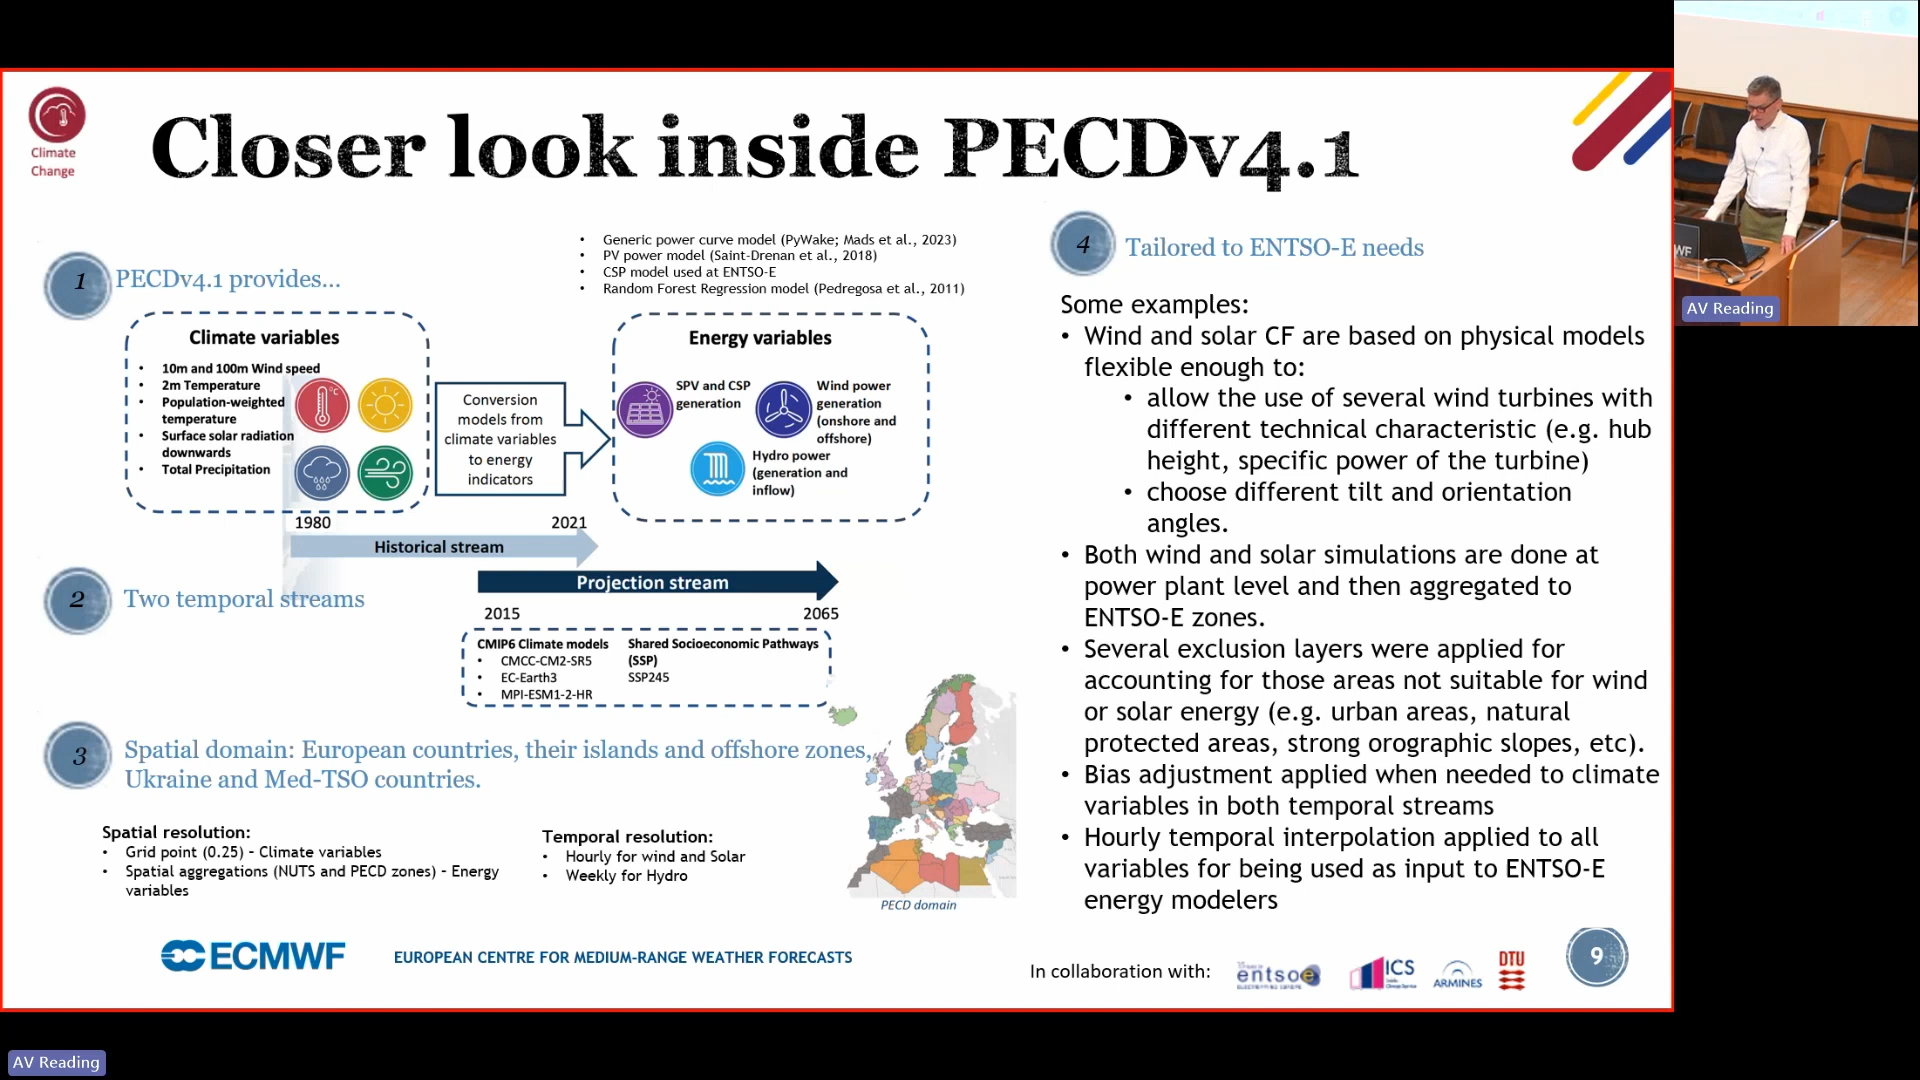 Climate
Change
Closer look inside PECDv4.1
1
PECDv4.1 provides...
• Generic power curve model (PyWake; Mads et al., 2023)
• PV power model (Saint-Drenan et al., 2018)
• CSP model used at ENTSO-E
• Random Forest Regression model (Pedregosa et al., 2011)
Climate variables
• 10m and 100m Wind speed
• 2m Temperature
• Population-weighted
temperature
• Surface solar radiation
downwards
• Total Precipitation
°C
Conversion
models from
climate variables
to energy
indicators
Energy variables
SPV and CSP
generation
Wind power
generation
(onshore and
offshore)
Hydro power
(generation and
inflow)
1980
2021
Historical stream
2
Two temporal streams
Projection stream
2015
2065
CMIP6 Climate models
• CMCC-CM2-SR5
• EC-Earth3
• MPI-ESM1-2-HR
Shared Socioeconomic Pathways
(SSP)
SSP245
3
Spatial domain: European countries, their islands and offshore zones,
Ukraine and Med-TSO countries.
Spatial resolution:
• Grid point (0.25) – Climate variables
• Spatial aggregations (NUTS and PECD zones) – Energy
variables
Temporal resolution:
• Hourly for wind and Solar
• Weekly for Hydro
PECD domain
4
Tailored to ENTSO-E needs
Some examples:
• Wind and solar CF are based on physical models
flexible enough to:
• allow the use of several wind turbines with
different technical characteristic (e.g. hub
height, specific power of the turbine)
• choose different tilt and orientation
angles.
• Both wind and solar simulations are done at
power plant level and then aggregated to
ENTSO-E zones.
• Several exclusion layers were applied for
accounting for those areas not suitable for wind
or solar energy (e.g. urban areas, natural
protected areas, strong orographic slopes, etc).
• Bias adjustment applied when needed to climate
variables in both temporal streams
• Hourly temporal interpolation applied to all
variables for being used as input to ENTSO-E
energy modelers
ECMWF
EUROPEAN CENTRE FOR MEDIUM-RANGE WEATHER FORECASTS
In collaboration with:
entsoe
ICS
ARMINES
DTU
9
WF
AV Reading
AV Reading